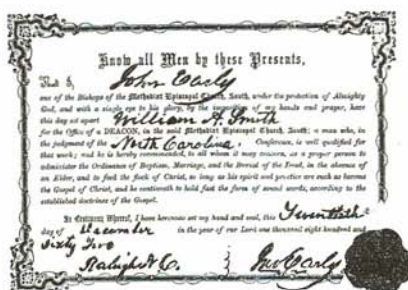 Know all Men by these Presents,
That I, John Early
one of the Bishops of the Methodist Episcopal Church, South, under the protection of Almighty
God, and with a single eye to his glory, by the imposition of my hands and prayer, have
this day set apart William A. Smith
for the Office of a DEACON, in the said Methodist Episcopal Church, South; a man who, in
the judgment of the North Carolina Conference, is well qualified for
that work; and he is hereby recommended, to all whom it may concern, as a proper person to
administer the Ordinances of Baptism, Marriage, and the Burial of the Dead, in the absence of
an Elder, and to feed the flock of Christ, so long as his spirit and practice are such as become
the Gospel of Christ, and he continueth to hold fast the form of sound words, according to the
established doctrines of the Gospel.
In Testimony Whereof, I have hereunto set my hand and seal, this Twentieth
day of December in the year of our Lord one thousand eight hundred and
Sixty Five
Raleigh N C. Jno Early